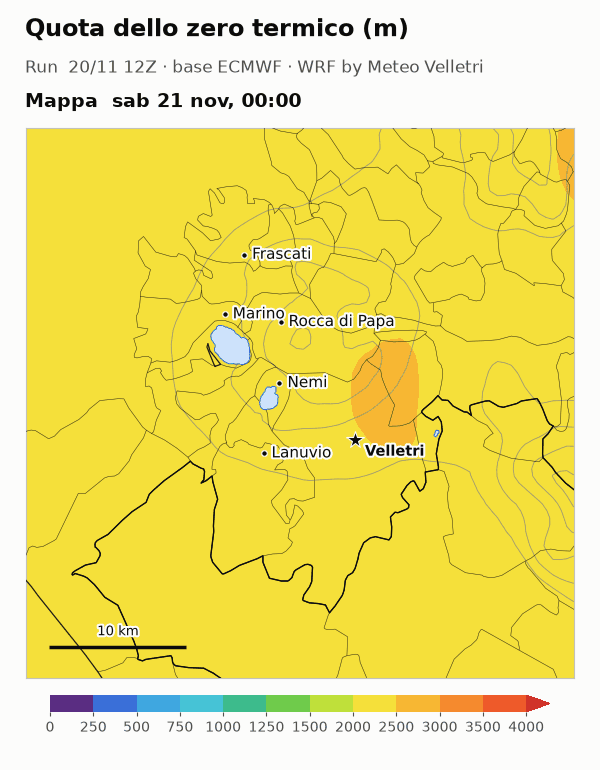 Quota dello zero termico (m)
Run 20/11 12Z · base ECMWF · WRF by Meteo Velletri
Mappa sab 21 nov, 00:00
Frascati
Marino
Rocca di Papa
Nemi
Velletri
Lanuvio
10 km
0 250 500 750 1000 1250 1500 2000 2500 3000 3500 4000